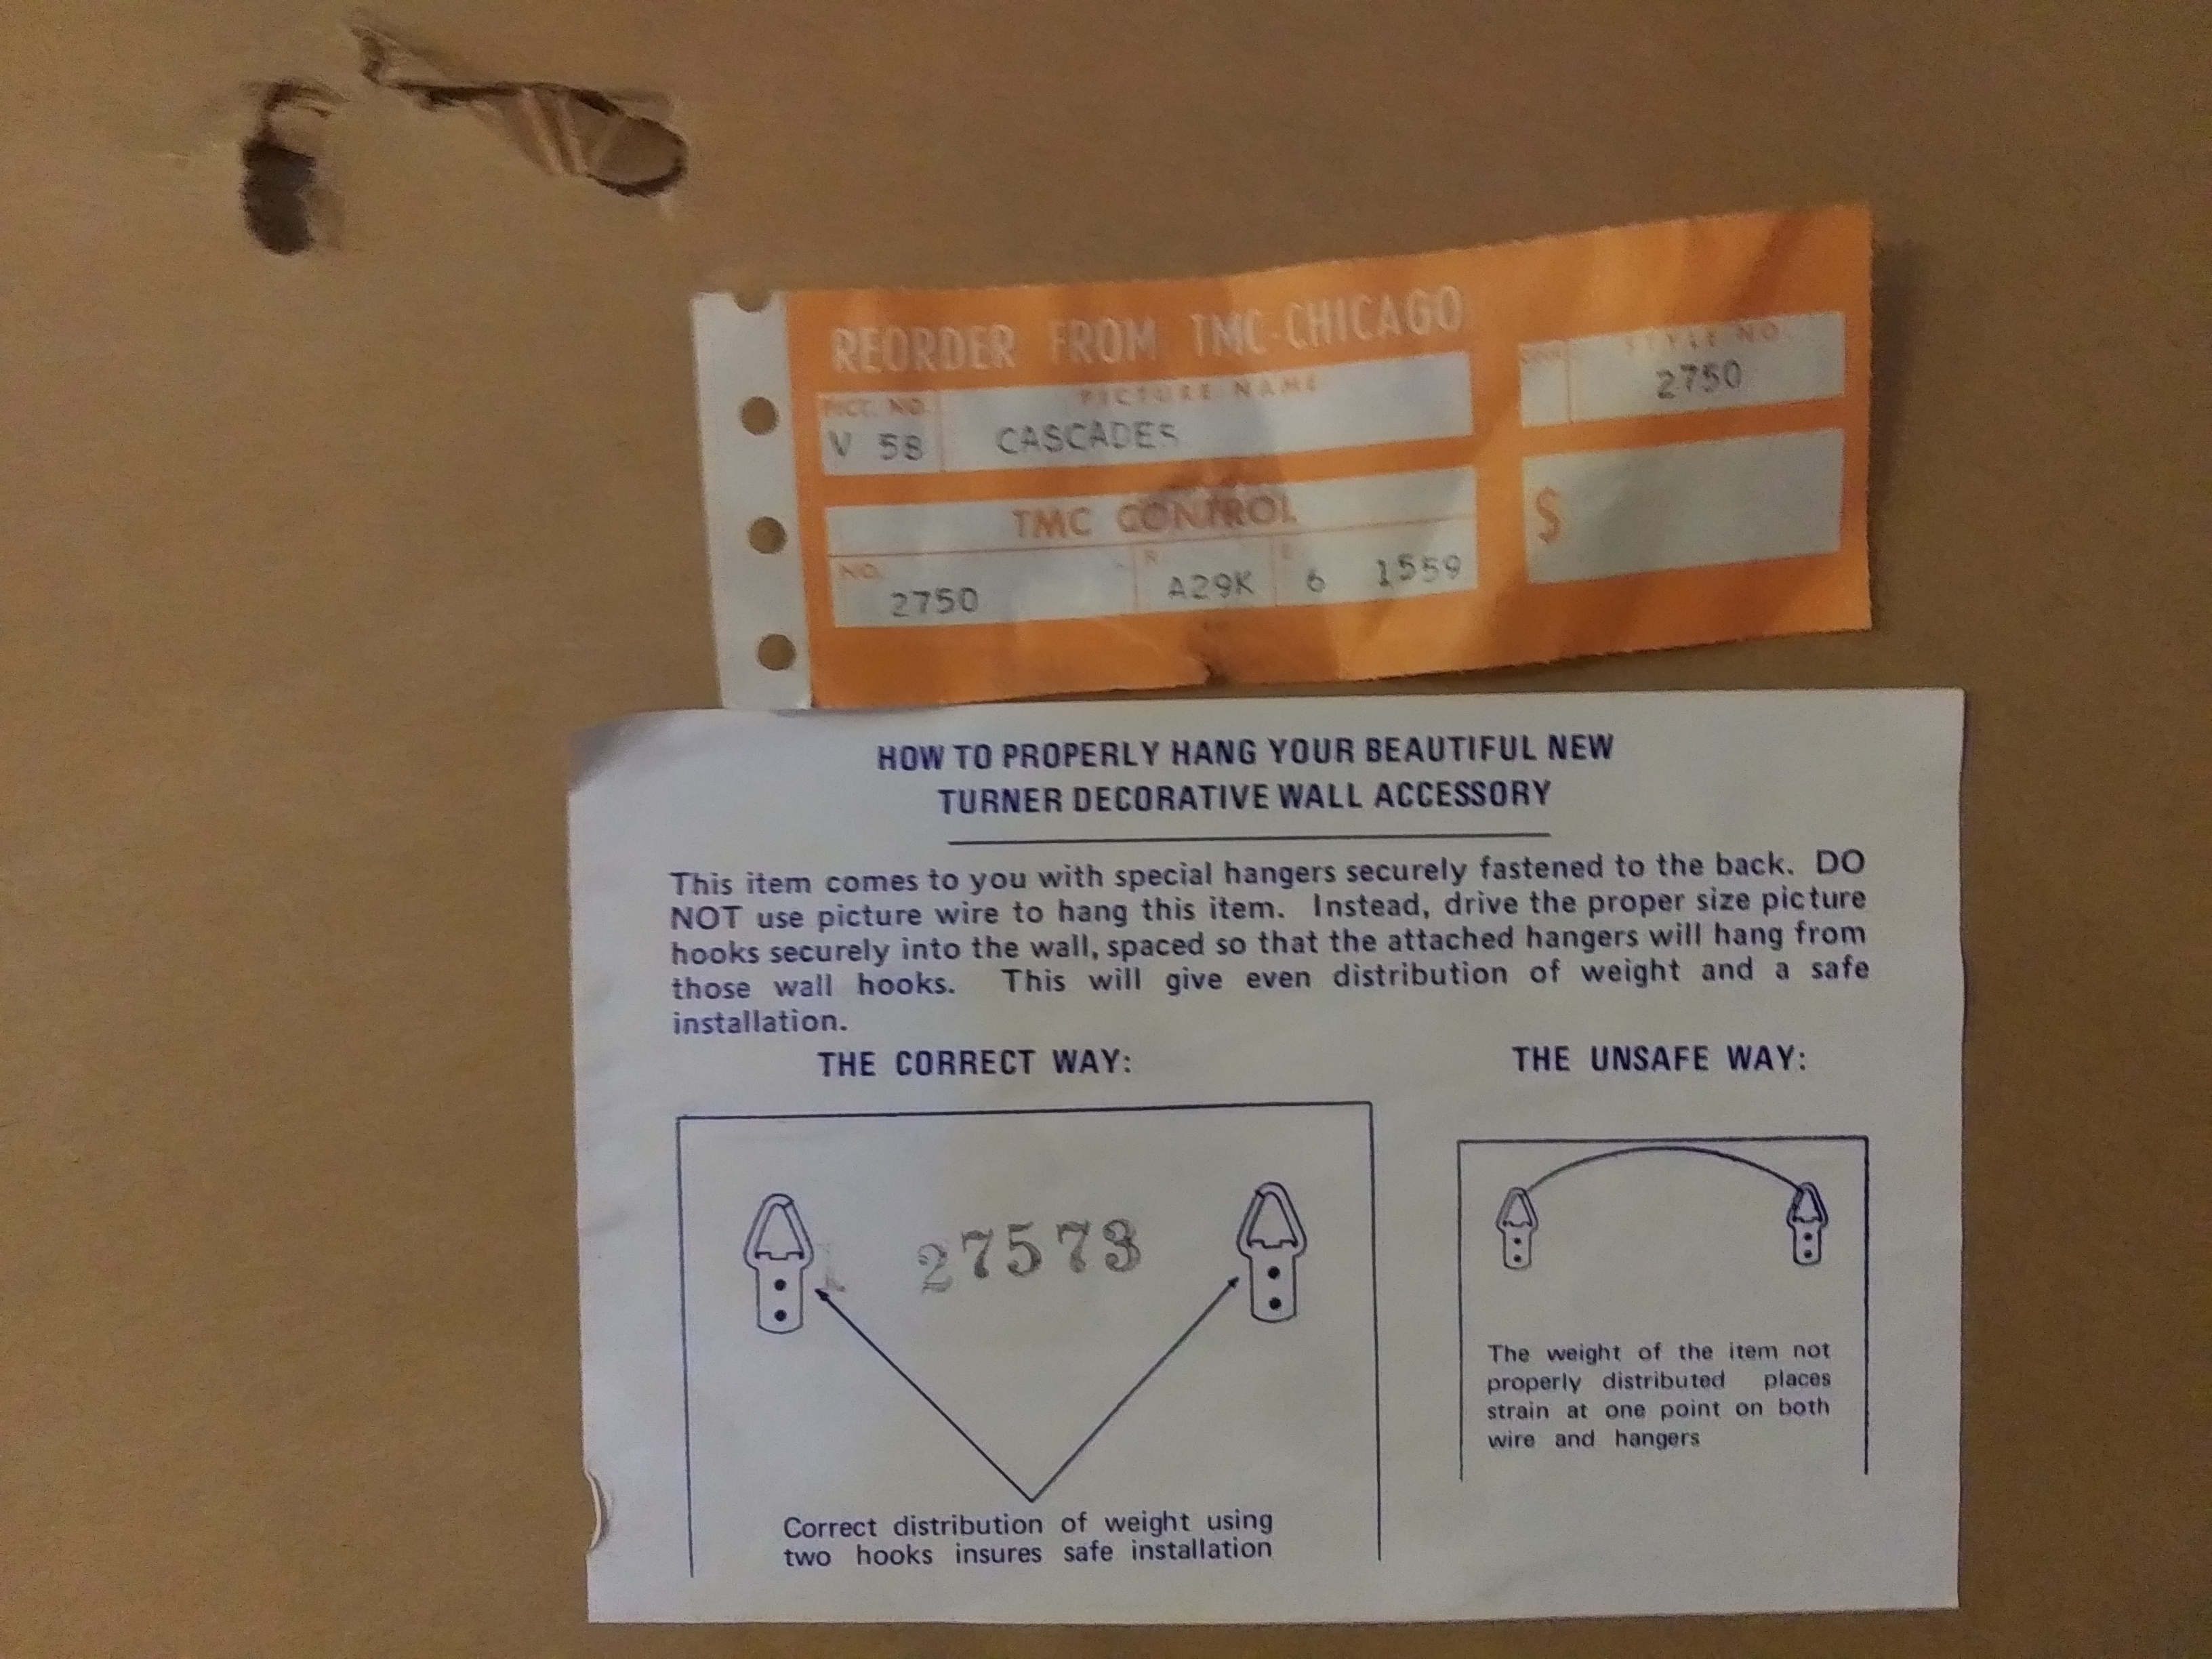 REORDER FROM TMC-CHICAGO
PICT. NO. PICTURE NAME STYLE NO.
V 58 CASCADES 2750
TMC CONTROL $
NO. R
2750 A29K 6 1559
HOW TO PROPERLY HANG YOUR BEAUTIFUL NEW
TURNER DECORATIVE WALL ACCESSORY
This item comes to you with special hangers securely fastened to the back. DO
NOT use picture wire to hang this item. Instead, drive the proper size picture
hooks securely into the wall, spaced so that the attached hangers will hang from
those wall hooks. This will give even distribution of weight and a safe
installation.
THE CORRECT WAY:
27573
Correct distribution of weight using
two hooks insures safe installation
THE UNSAFE WAY:
The weight of the item not
properly distributed places
strain at one point on both
wire and hangers